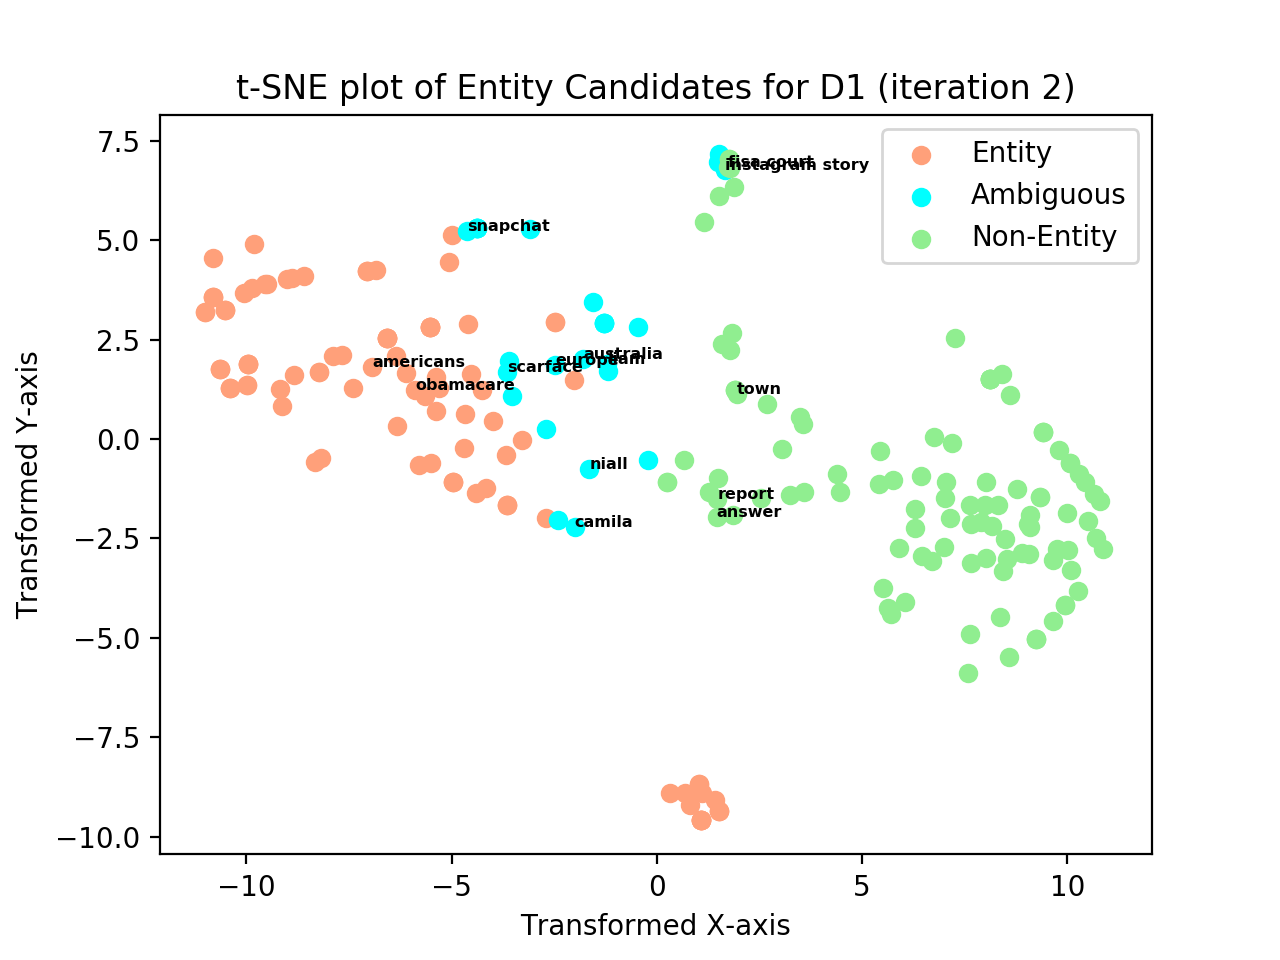 t-SNE plot of Entity Candidates for D1 (iteration 2)
Entity
Ambiguous
Non-Entity
Transformed Y-axis
7.5
5.0
2.5
0.0
−2.5
−5.0
−7.5
−10.0
fisa court
instagram story
snapchat
australia
european
americans
scarface
obamacare
town
niall
report
answer
camila
−10
−5
0
5
10
Transformed X-axis